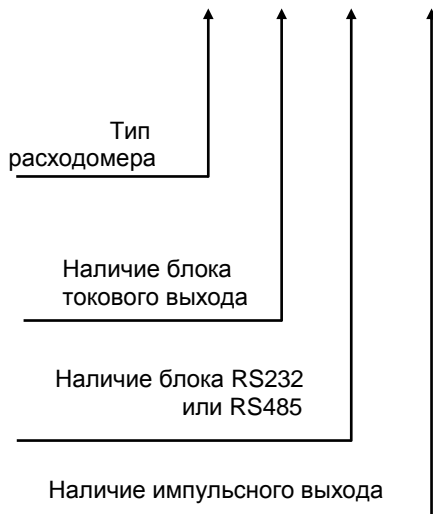 Тип
расходомера
Наличие блока
токового выхода
Наличие блока RS232
или RS485
Наличие импульсного выхода